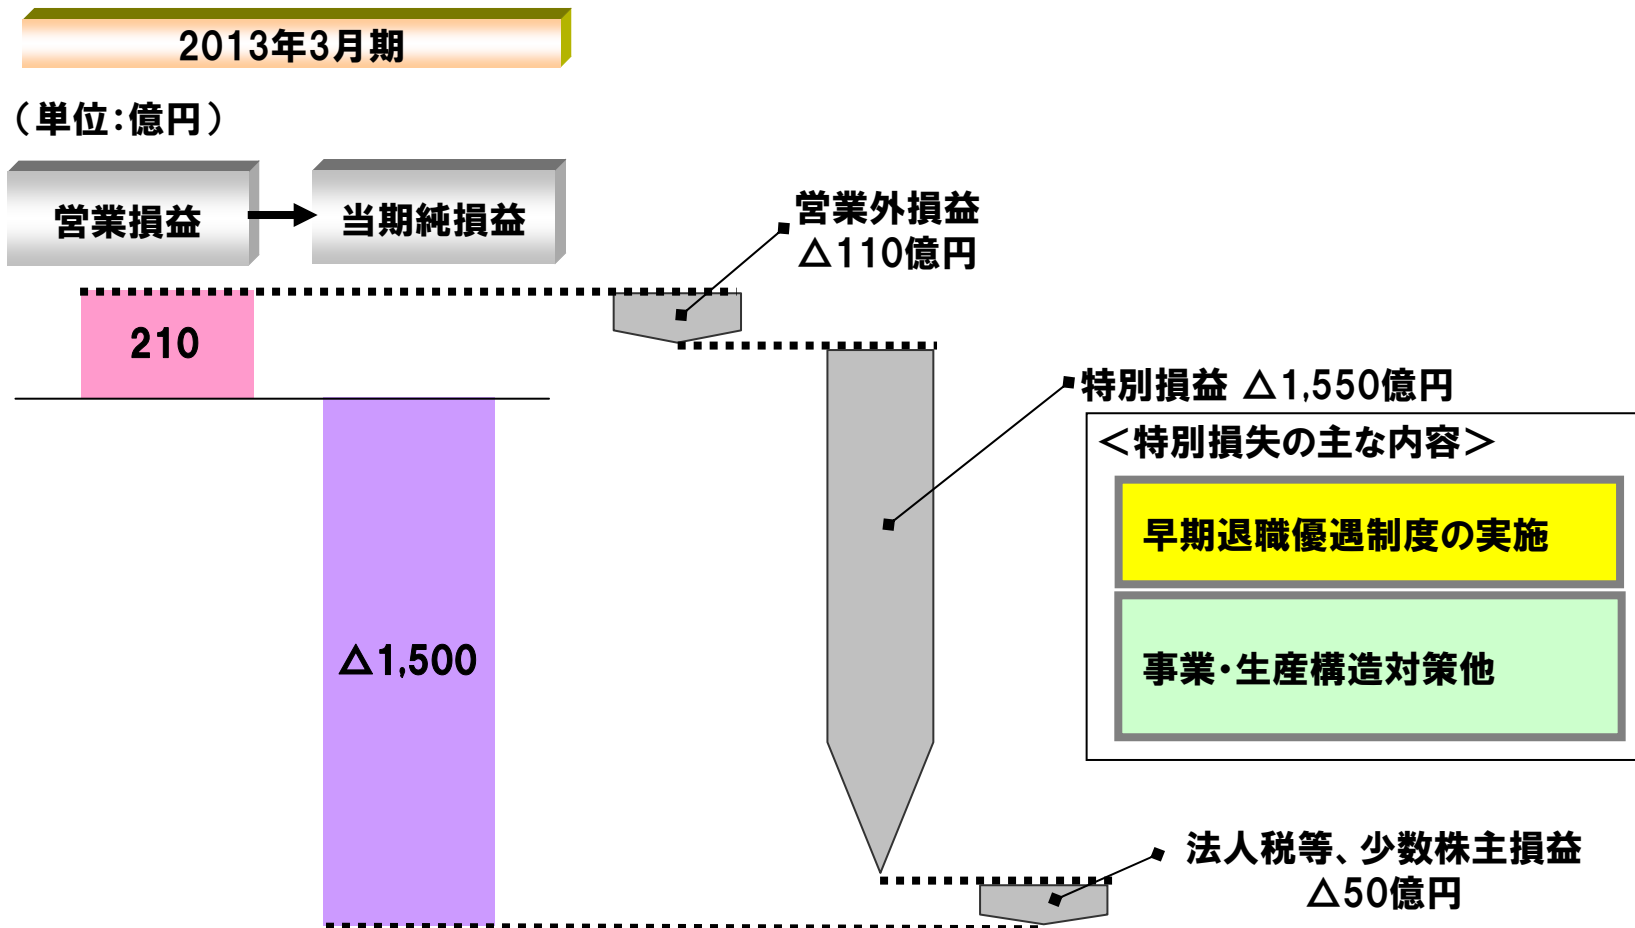 2013年3月期
（単位：億円）
営業損益
当期純損益
営業外損益
△110億円
210
特別損益 △1,550億円
＜特別損失の主な内容＞
早期退職優遇制度の実施
事業・生産構造対策他
△1,500
法人税等、少数株主損益
△50億円